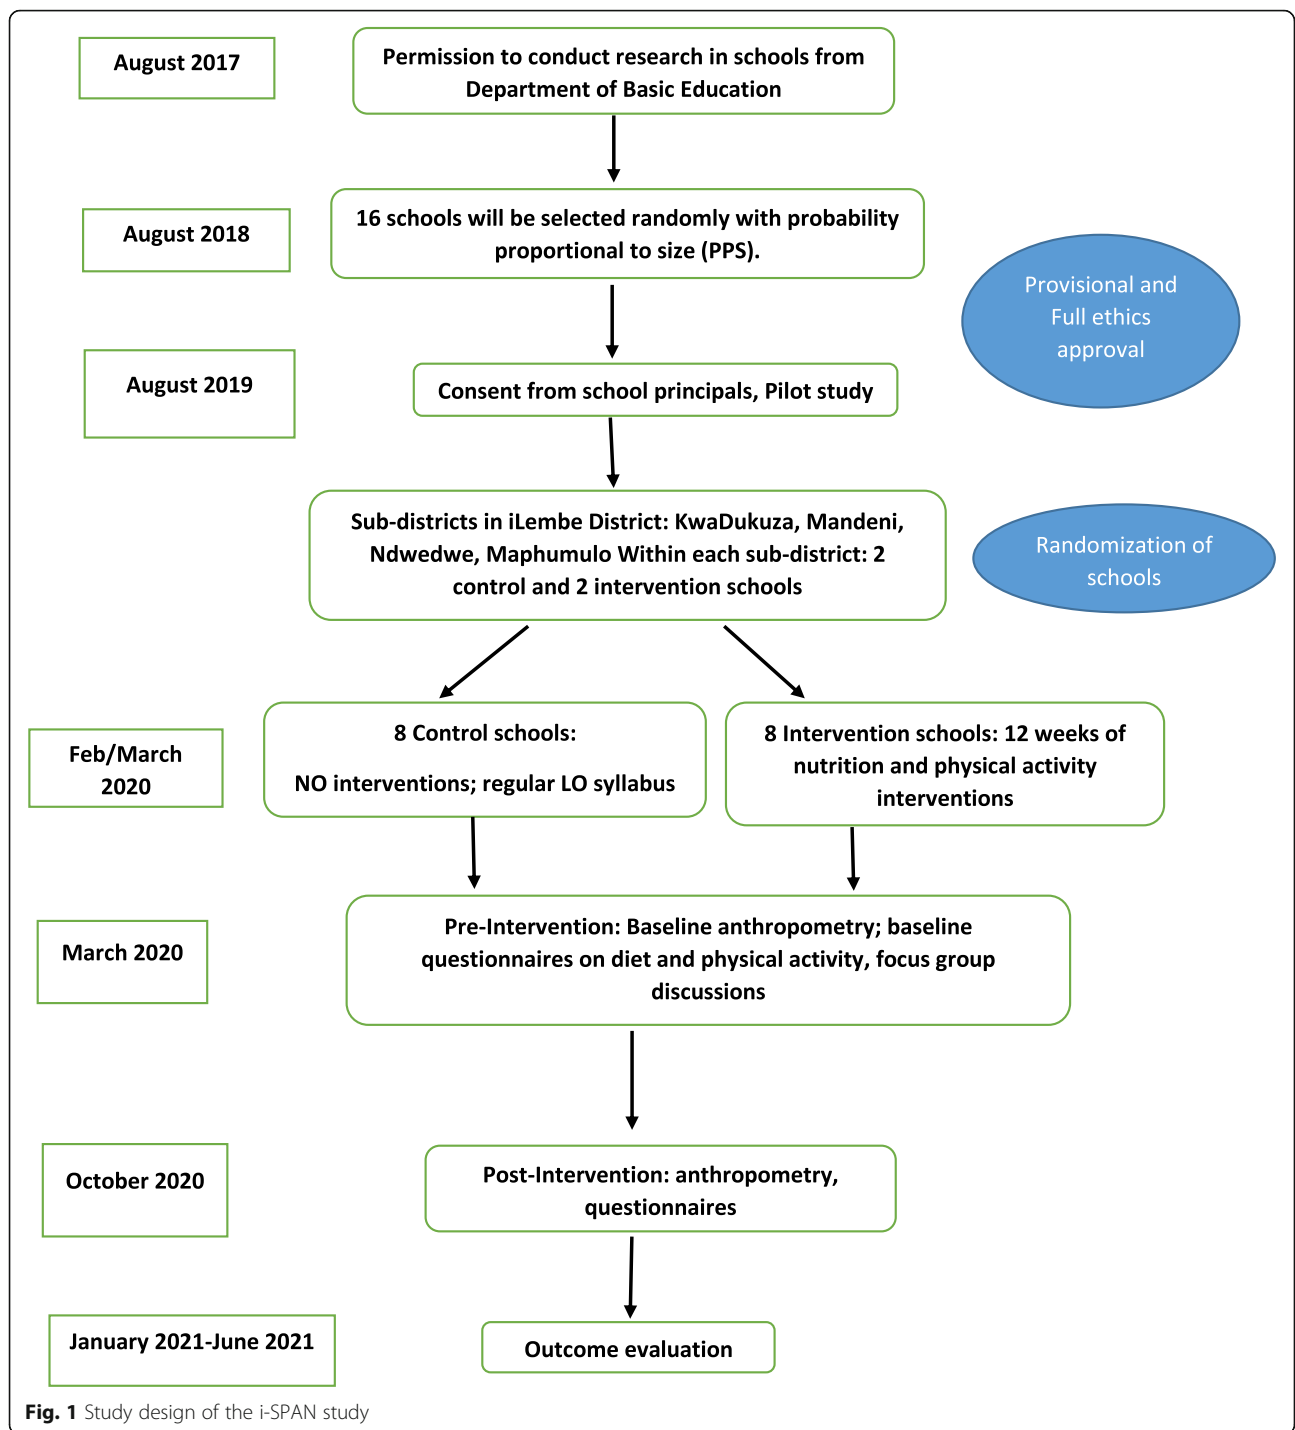 August 2017
Permission to conduct research in schools from
Department of Basic Education
August 2018
16 schools will be selected randomly with probability
proportional to size (PPS).
Provisional and
Full ethics
approval
August 2019
Consent from school principals, Pilot study
Sub-districts in iLembe District: KwaDukuza, Mandeni,
Ndwedwe, Maphumulo Within each sub-district: 2
control and 2 intervention schools
Randomization of
schools
Feb/March
2020
8 Control schools:
NO interventions; regular LO syllabus
8 Intervention schools: 12 weeks of
nutrition and physical activity
interventions
March 2020
Pre-Intervention: Baseline anthropometry; baseline
questionnaires on diet and physical activity, focus group
discussions
October 2020
Post-Intervention: anthropometry,
questionnaires
January 2021-June 2021
Outcome evaluation
Fig. 1 Study design of the i-SPAN study